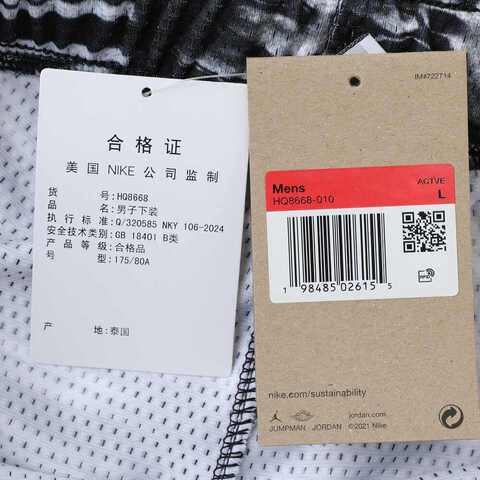 合格证
美国 NIKE 公司监制
货号:HQ8668
品名:男子下装
执行标准:Q/320585 NKY 106-2024
安全技术类别:GB 18401 B类
产品等级:合格品
号型:175/80A
产地:泰国
IM#722714
Mens
ACTVE
HQ8668-010
L
1 98485 02615 5
RFID
nike.com/sustainability
jordan.com
JUMPMAN JORDAN ©2021 Nike